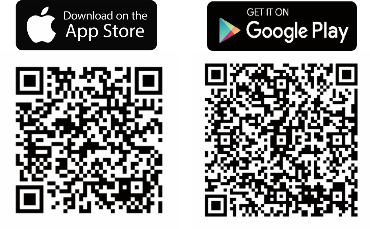 Download on the
App Store
GET IT ON
Google Play